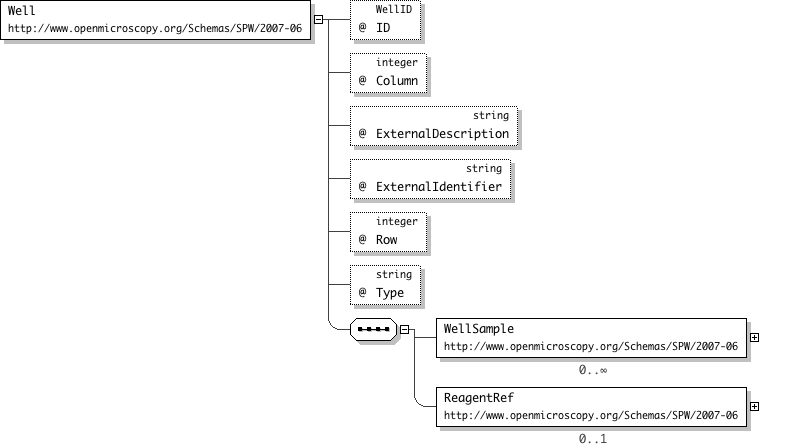 Well
http://www.openmicroscopy.org/Schemas/SPW/2007-06
WellID
@ ID
integer
@ Column
string
@ ExternalDescription
string
@ ExternalIdentifier
integer
@ Row
string
@ Type
WellSample
http://www.openmicroscopy.org/Schemas/SPW/2007-06
0..∞
ReagentRef
http://www.openmicroscopy.org/Schemas/SPW/2007-06
0..1